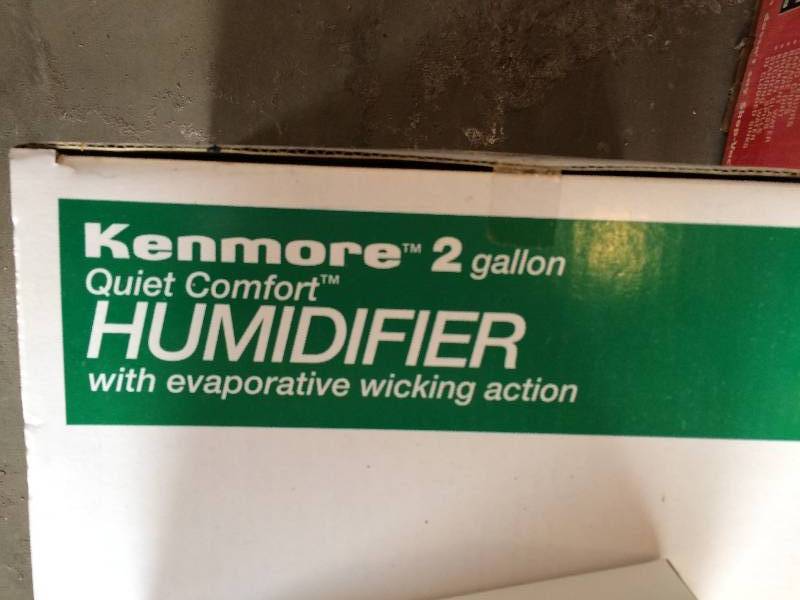 Kenmore™ 2 gallon
Quiet Comfort™
HUMIDIFIER
with evaporative wicking action